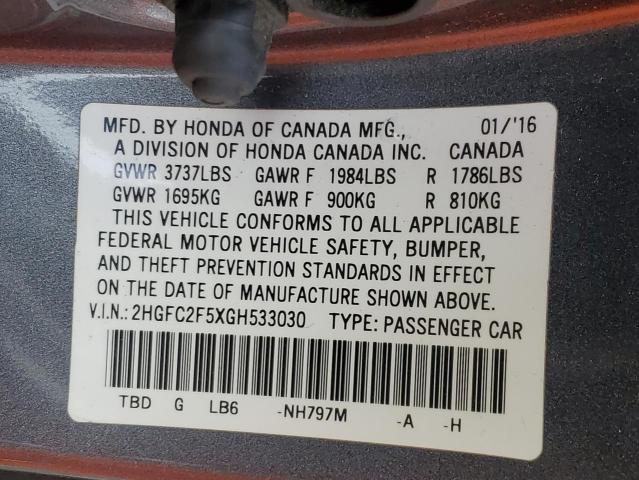 MFD. BY HONDA OF CANADA MFG., 01/'16
A DIVISION OF HONDA CANADA INC. CANADA
GVWR 3737LBS GAWR F 1984LBS R 1786LBS
GVWR 1695KG GAWR F 900KG R 810KG
THIS VEHICLE CONFORMS TO ALL APPLICABLE
FEDERAL MOTOR VEHICLE SAFETY, BUMPER,
AND THEFT PREVENTION STANDARDS IN EFFECT
ON THE DATE OF MANUFACTURE SHOWN ABOVE.
V.I.N.: 2HGFC2F5XGH533030 TYPE: PASSENGER CAR
TBD G LB6 -NH797M -A -H